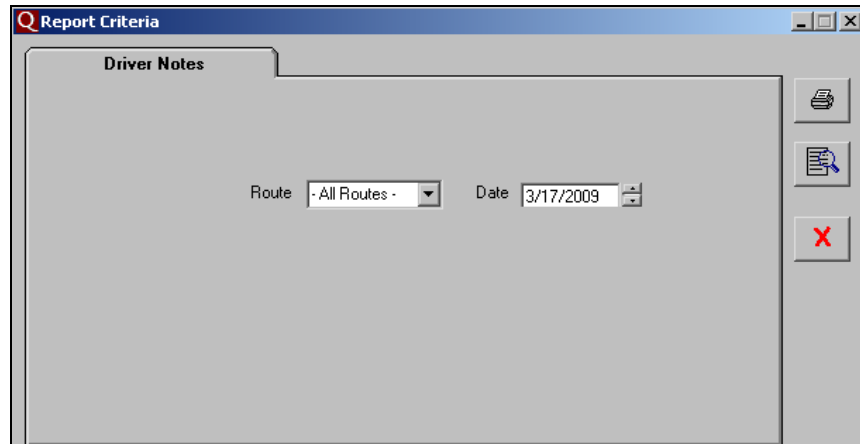 Q Report Criteria
Driver Notes
Route - All Routes - Date 3/17/2009